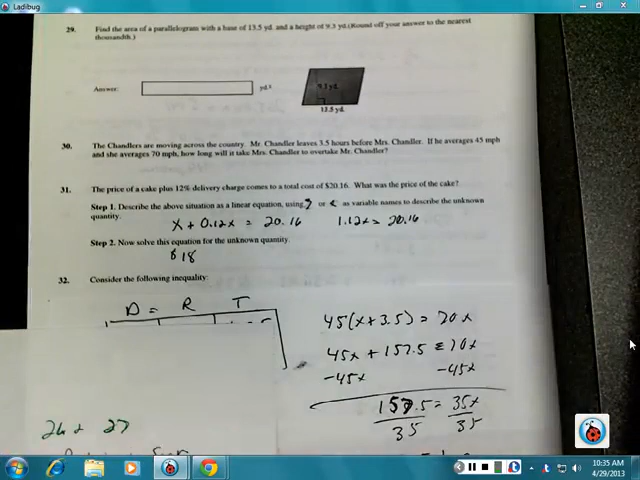 Ladibug
29. Find the area of a parallelogram with a base of 13.5 yd. and a height of 9.3 yd.(Round off your answer to the nearest
thousandth.)
Answer: yd.²
9.3 yd.
13.5 yd.
30. The Chandlers are moving across the country. Mr. Chandler leaves 3.5 hours before Mrs. Chandler. If he averages 45 mph
and she averages 70 mph, how long will it take Mrs. Chandler to overtake Mr. Chandler?
31. The price of a cake plus 12% delivery charge comes to a total cost of $20.16. What was the price of the cake?
Step 1. Describe the above situation as a linear equation, using or as variable names to describe the unknown
quantity.
x + 0.12x = 20.16 1.12x = 20.16
Step 2. Now solve this equation for the unknown quantity.
$18
32. Consider the following inequality:
D = R T
45(x+3.5) = 70x
45x + 157.5 = 70x
-45x -45x
157.5 = 35x
35 35
26 + 27
10:35 AM
4/29/2013